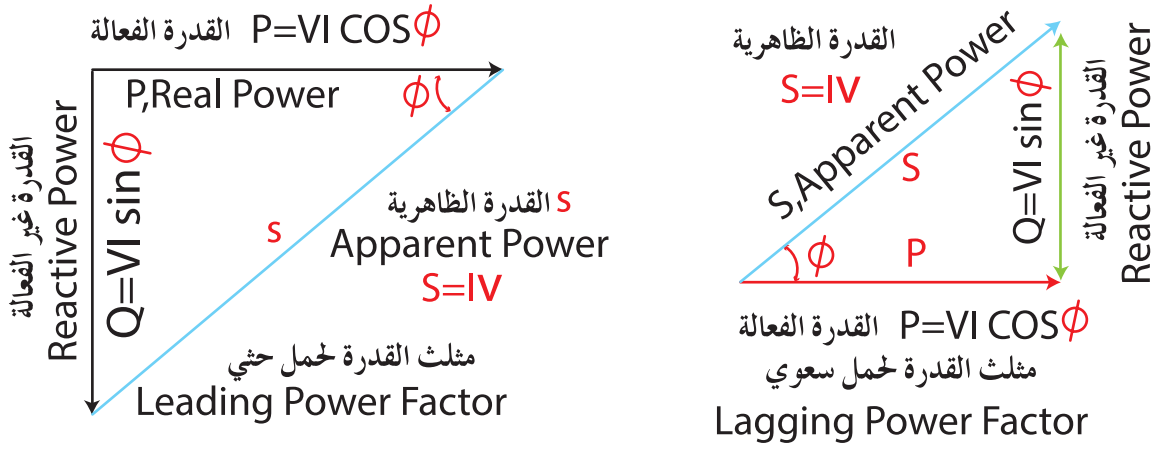 القدرة الفعالة P=VI COSϕ
P,Real Power
ϕ
القدرة غير الفعالة
Reactive Power
Q=VI sinϕ
s
s القدرة الظاهرية
Apparent Power
S=IV
مثلث القدرة لحمل حثي
Leading Power Factor
القدرة الظاهرية
S=IV
S,Apparent Power
S
ϕ
P
Q=VI sinϕ
القدرة غير الفعالة
Reactive Power
القدرة الفعالة P=VI COSϕ
مثلث القدرة لحمل سعوي
Lagging Power Factor